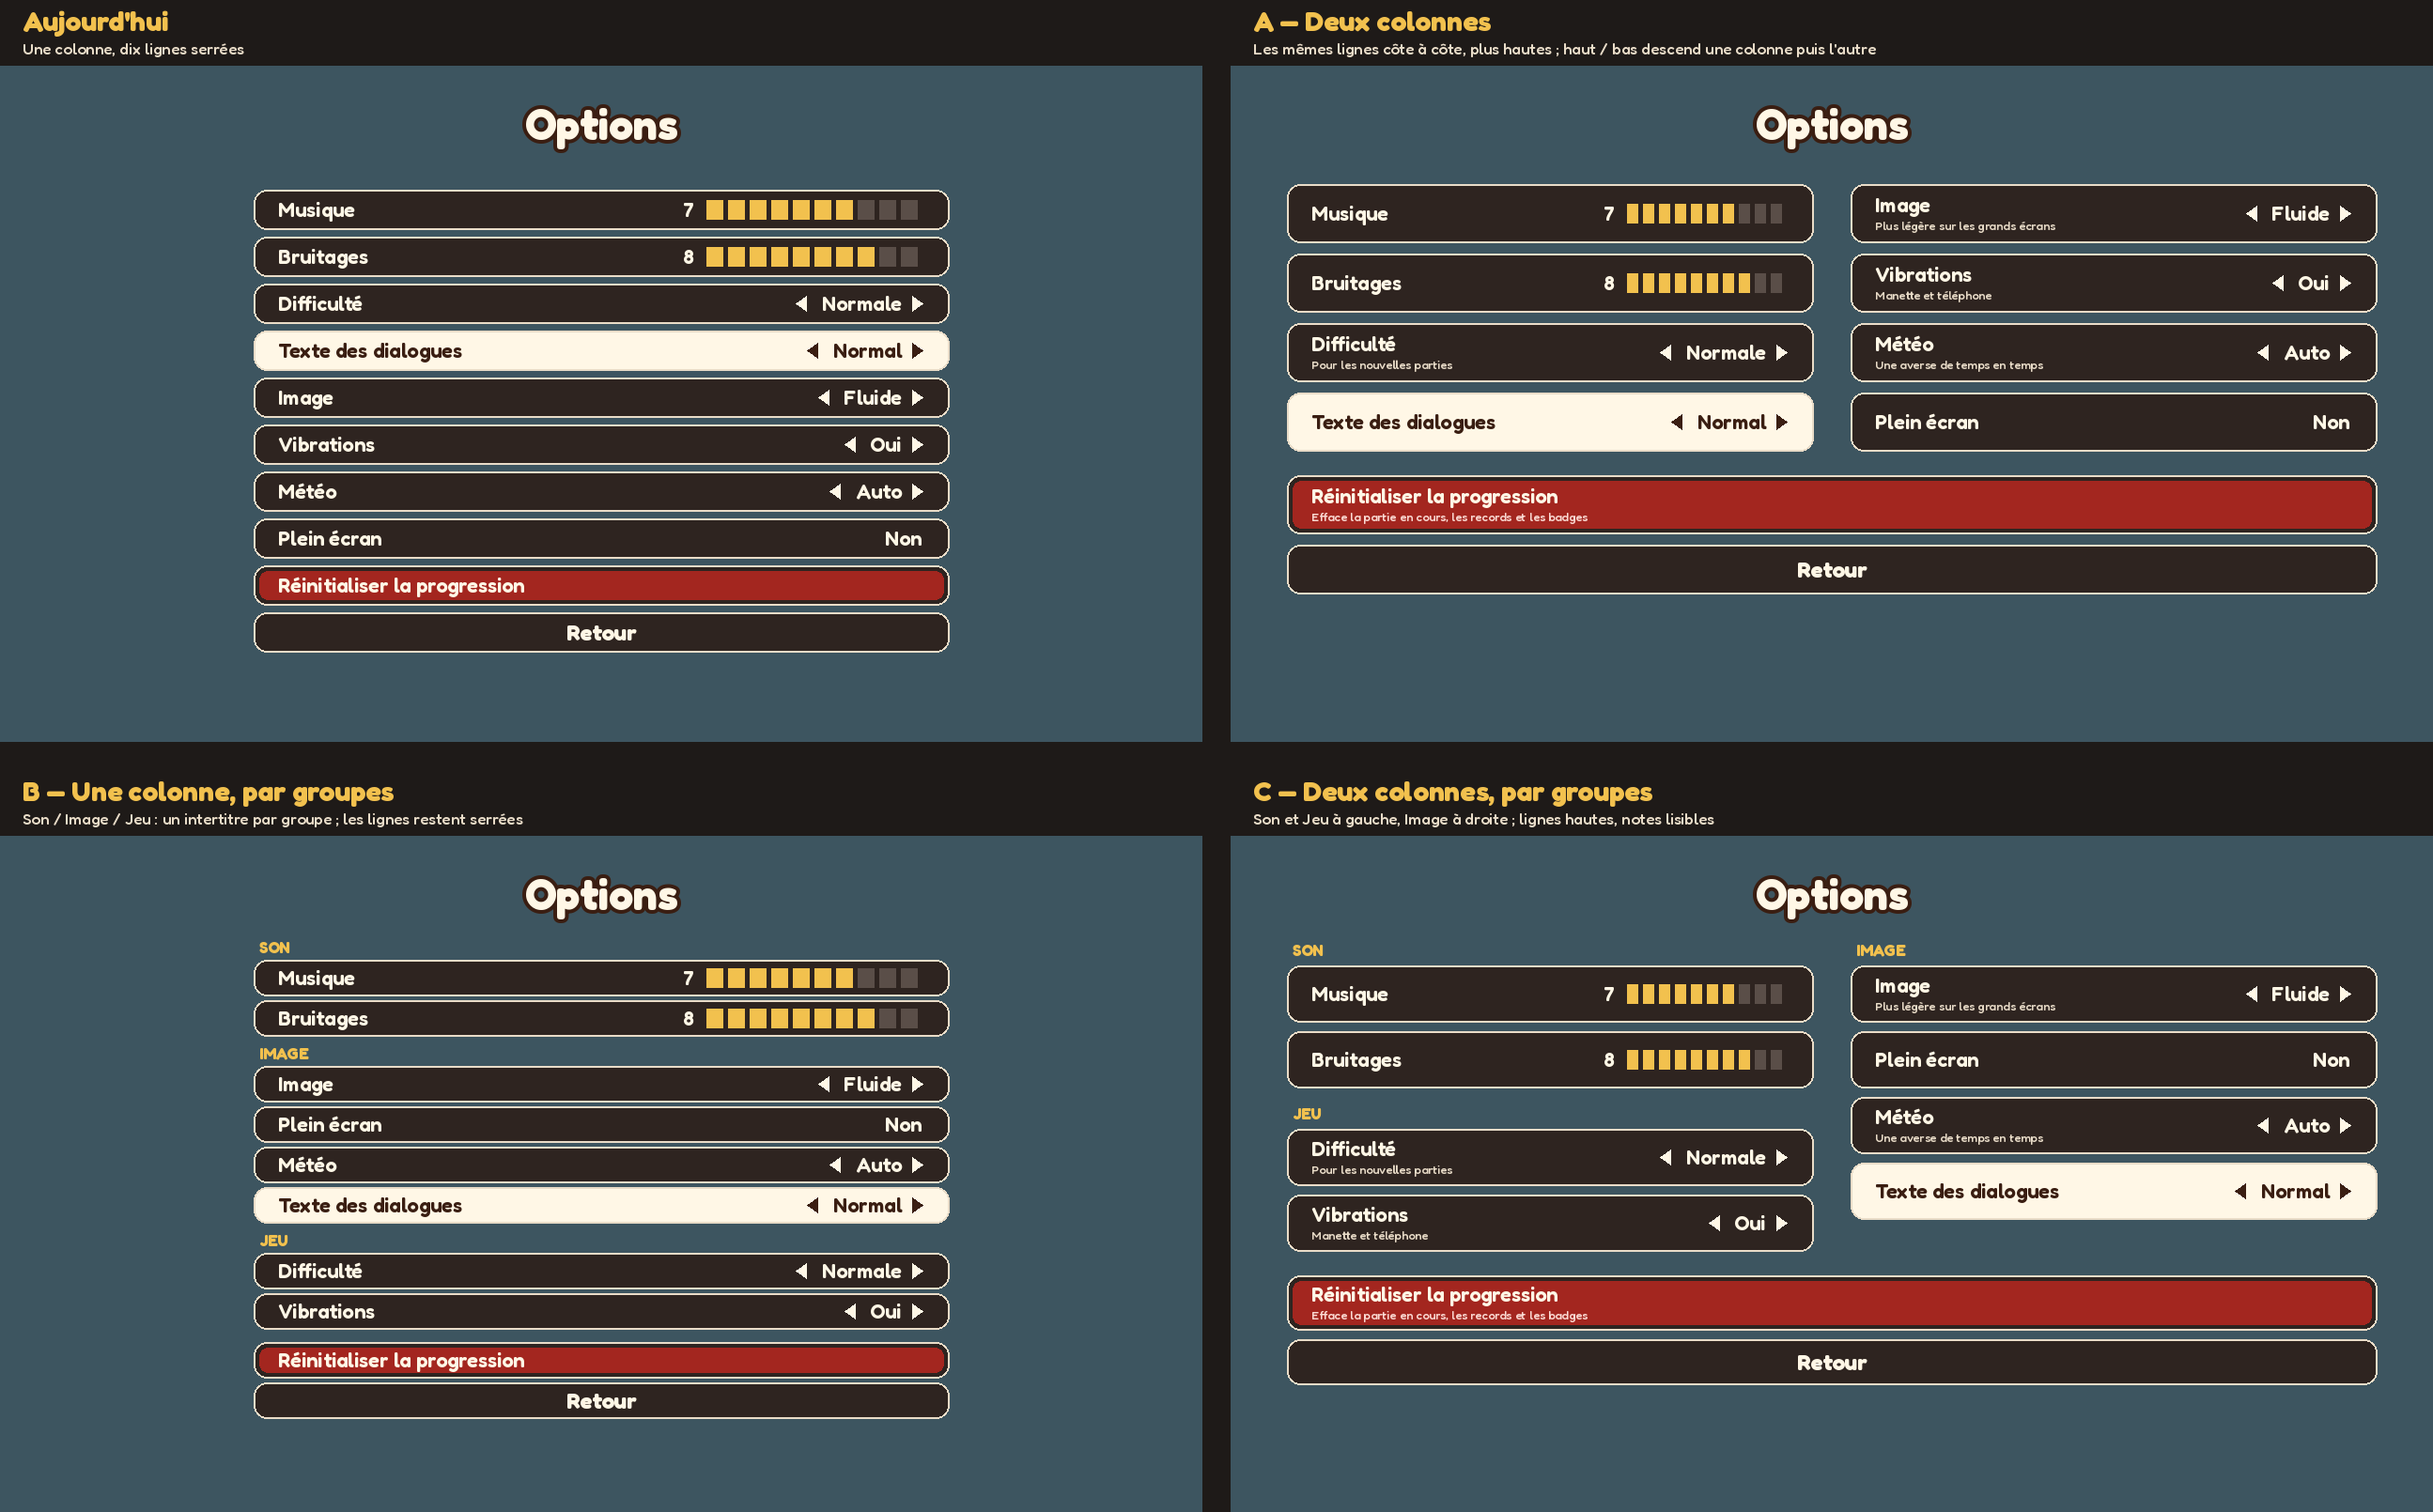 Aujourd'hui
Une colonne, dix lignes serrées
Options
Musique 7
Bruitages 8
Difficulté Normale
Texte des dialogues Normal
Image Fluide
Vibrations Oui
Météo Auto
Plein écran Non
Réinitialiser la progression
Retour
A — Deux colonnes
Les mêmes lignes côte à côte, plus hautes ; haut / bas descend une colonne puis l'autre
Options
Musique 7
Bruitages 8
Difficulté Normale
Pour les nouvelles parties
Texte des dialogues Normal
Image Fluide
Plus légère sur les grands écrans
Vibrations Oui
Manette et téléphone
Météo Auto
Une averse de temps en temps
Plein écran Non
Réinitialiser la progression
Efface la partie en cours, les records et les badges
Retour
B — Une colonne, par groupes
Son / Image / Jeu : un intertitre par groupe ; les lignes restent serrées
Options
SON
Musique 7
Bruitages 8
IMAGE
Image Fluide
Plein écran Non
Météo Auto
Texte des dialogues Normal
JEU
Difficulté Normale
Vibrations Oui
Réinitialiser la progression
Retour
C — Deux colonnes, par groupes
Son et Jeu à gauche, Image à droite ; lignes hautes, notes lisibles
Options
SON
Musique 7
Bruitages 8
JEU
Difficulté Normale
Pour les nouvelles parties
Vibrations Oui
Manette et téléphone
IMAGE
Image Fluide
Plus légère sur les grands écrans
Plein écran Non
Météo Auto
Une averse de temps en temps
Texte des dialogues Normal
Réinitialiser la progression
Efface la partie en cours, les records et les badges
Retour